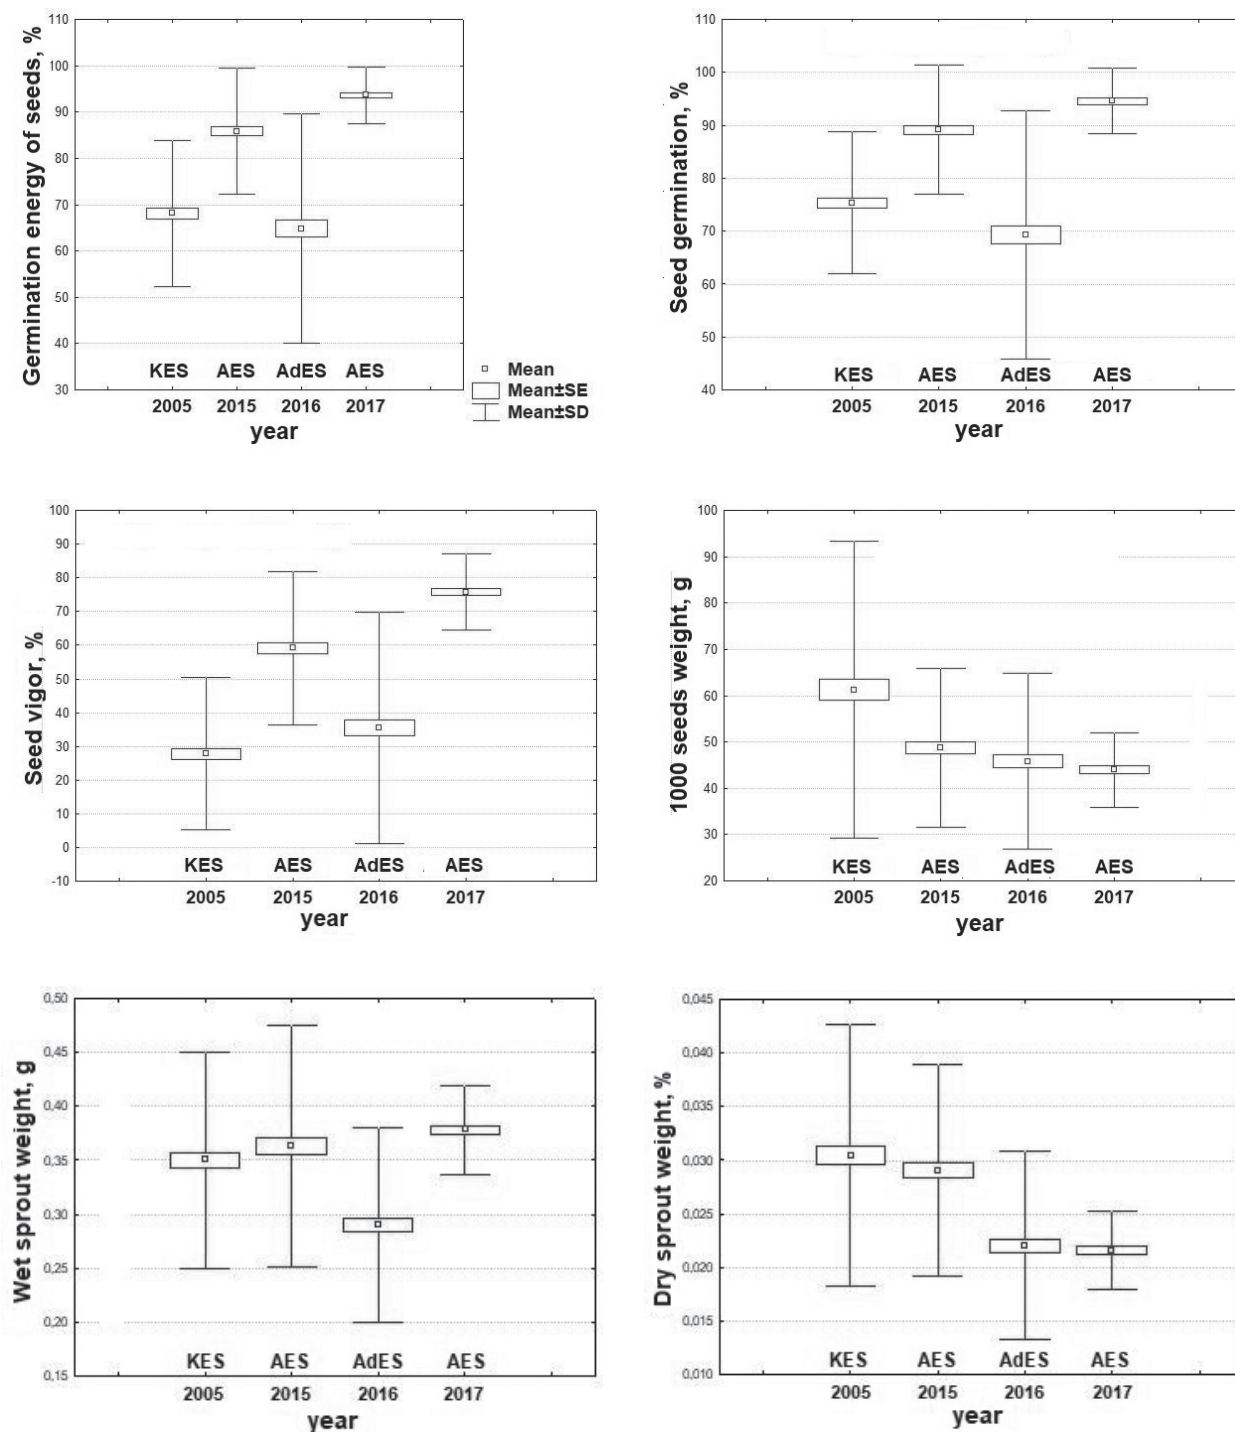 Germination energy of seeds, %
110
100
90
80
70
60
50
40
30
KES AES AdES AES
2005 2015 2016 2017
year
Mean
Mean±SE
Mean±SD
Seed germination, %
110
100
90
80
70
60
50
40
KES AES AdES AES
2005 2015 2016 2017
year
Seed vigor, %
100
90
80
70
60
50
40
30
20
10
0
-10
KES AES AdES AES
2005 2015 2016 2017
year
1000 seeds weight, g
100
90
80
70
60
50
40
30
20
KES AES AdES AES
2005 2015 2016 2017
year
Wet sprout weight, g
0,50
0,45
0,40
0,35
0,30
0,25
0,20
0,15
KES AES AdES AES
2005 2015 2016 2017
year
Dry sprout weight, %
0,045
0,040
0,035
0,030
0,025
0,020
0,015
0,010
KES AES AdES AES
2005 2015 2016 2017
year